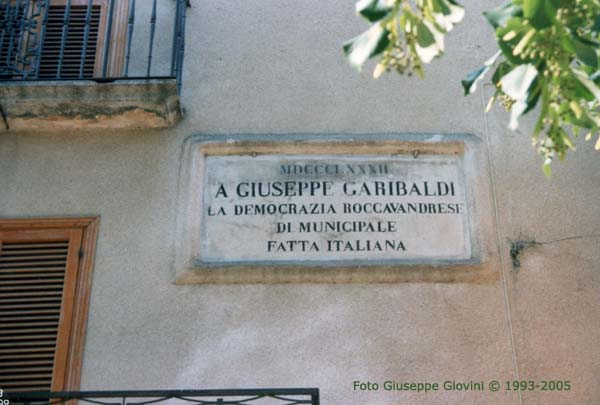 MDCCCLXXXII
A GIUSEPPE GARIBALDI
LA DEMOCRAZIA ROCCAVANDRESE
DI MUNICIPALE
FATTA ITALIANA
Foto Giuseppe Giovini © 1993-2005